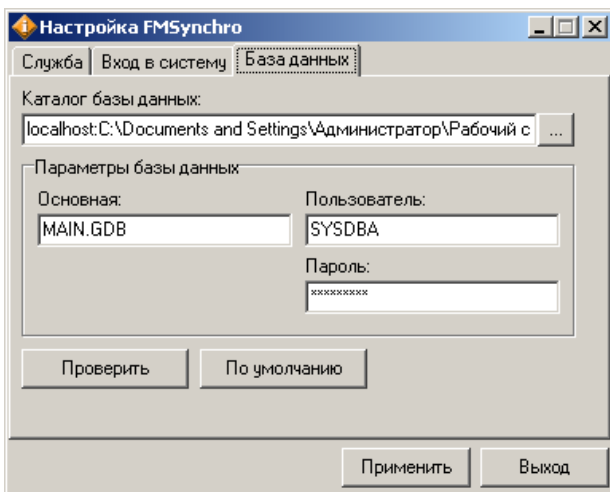 Настройка FMSynchro
Служба Вход в систему База данных
Каталог базы данных:
localhost:C:\Documents and Settings\Администратор\Рабочий с ...
Параметры базы данных
Основная: Пользователь:
MAIN.GDB SYSDBA
Пароль:
×××××××××
Проверить По умолчанию
Применить Выход